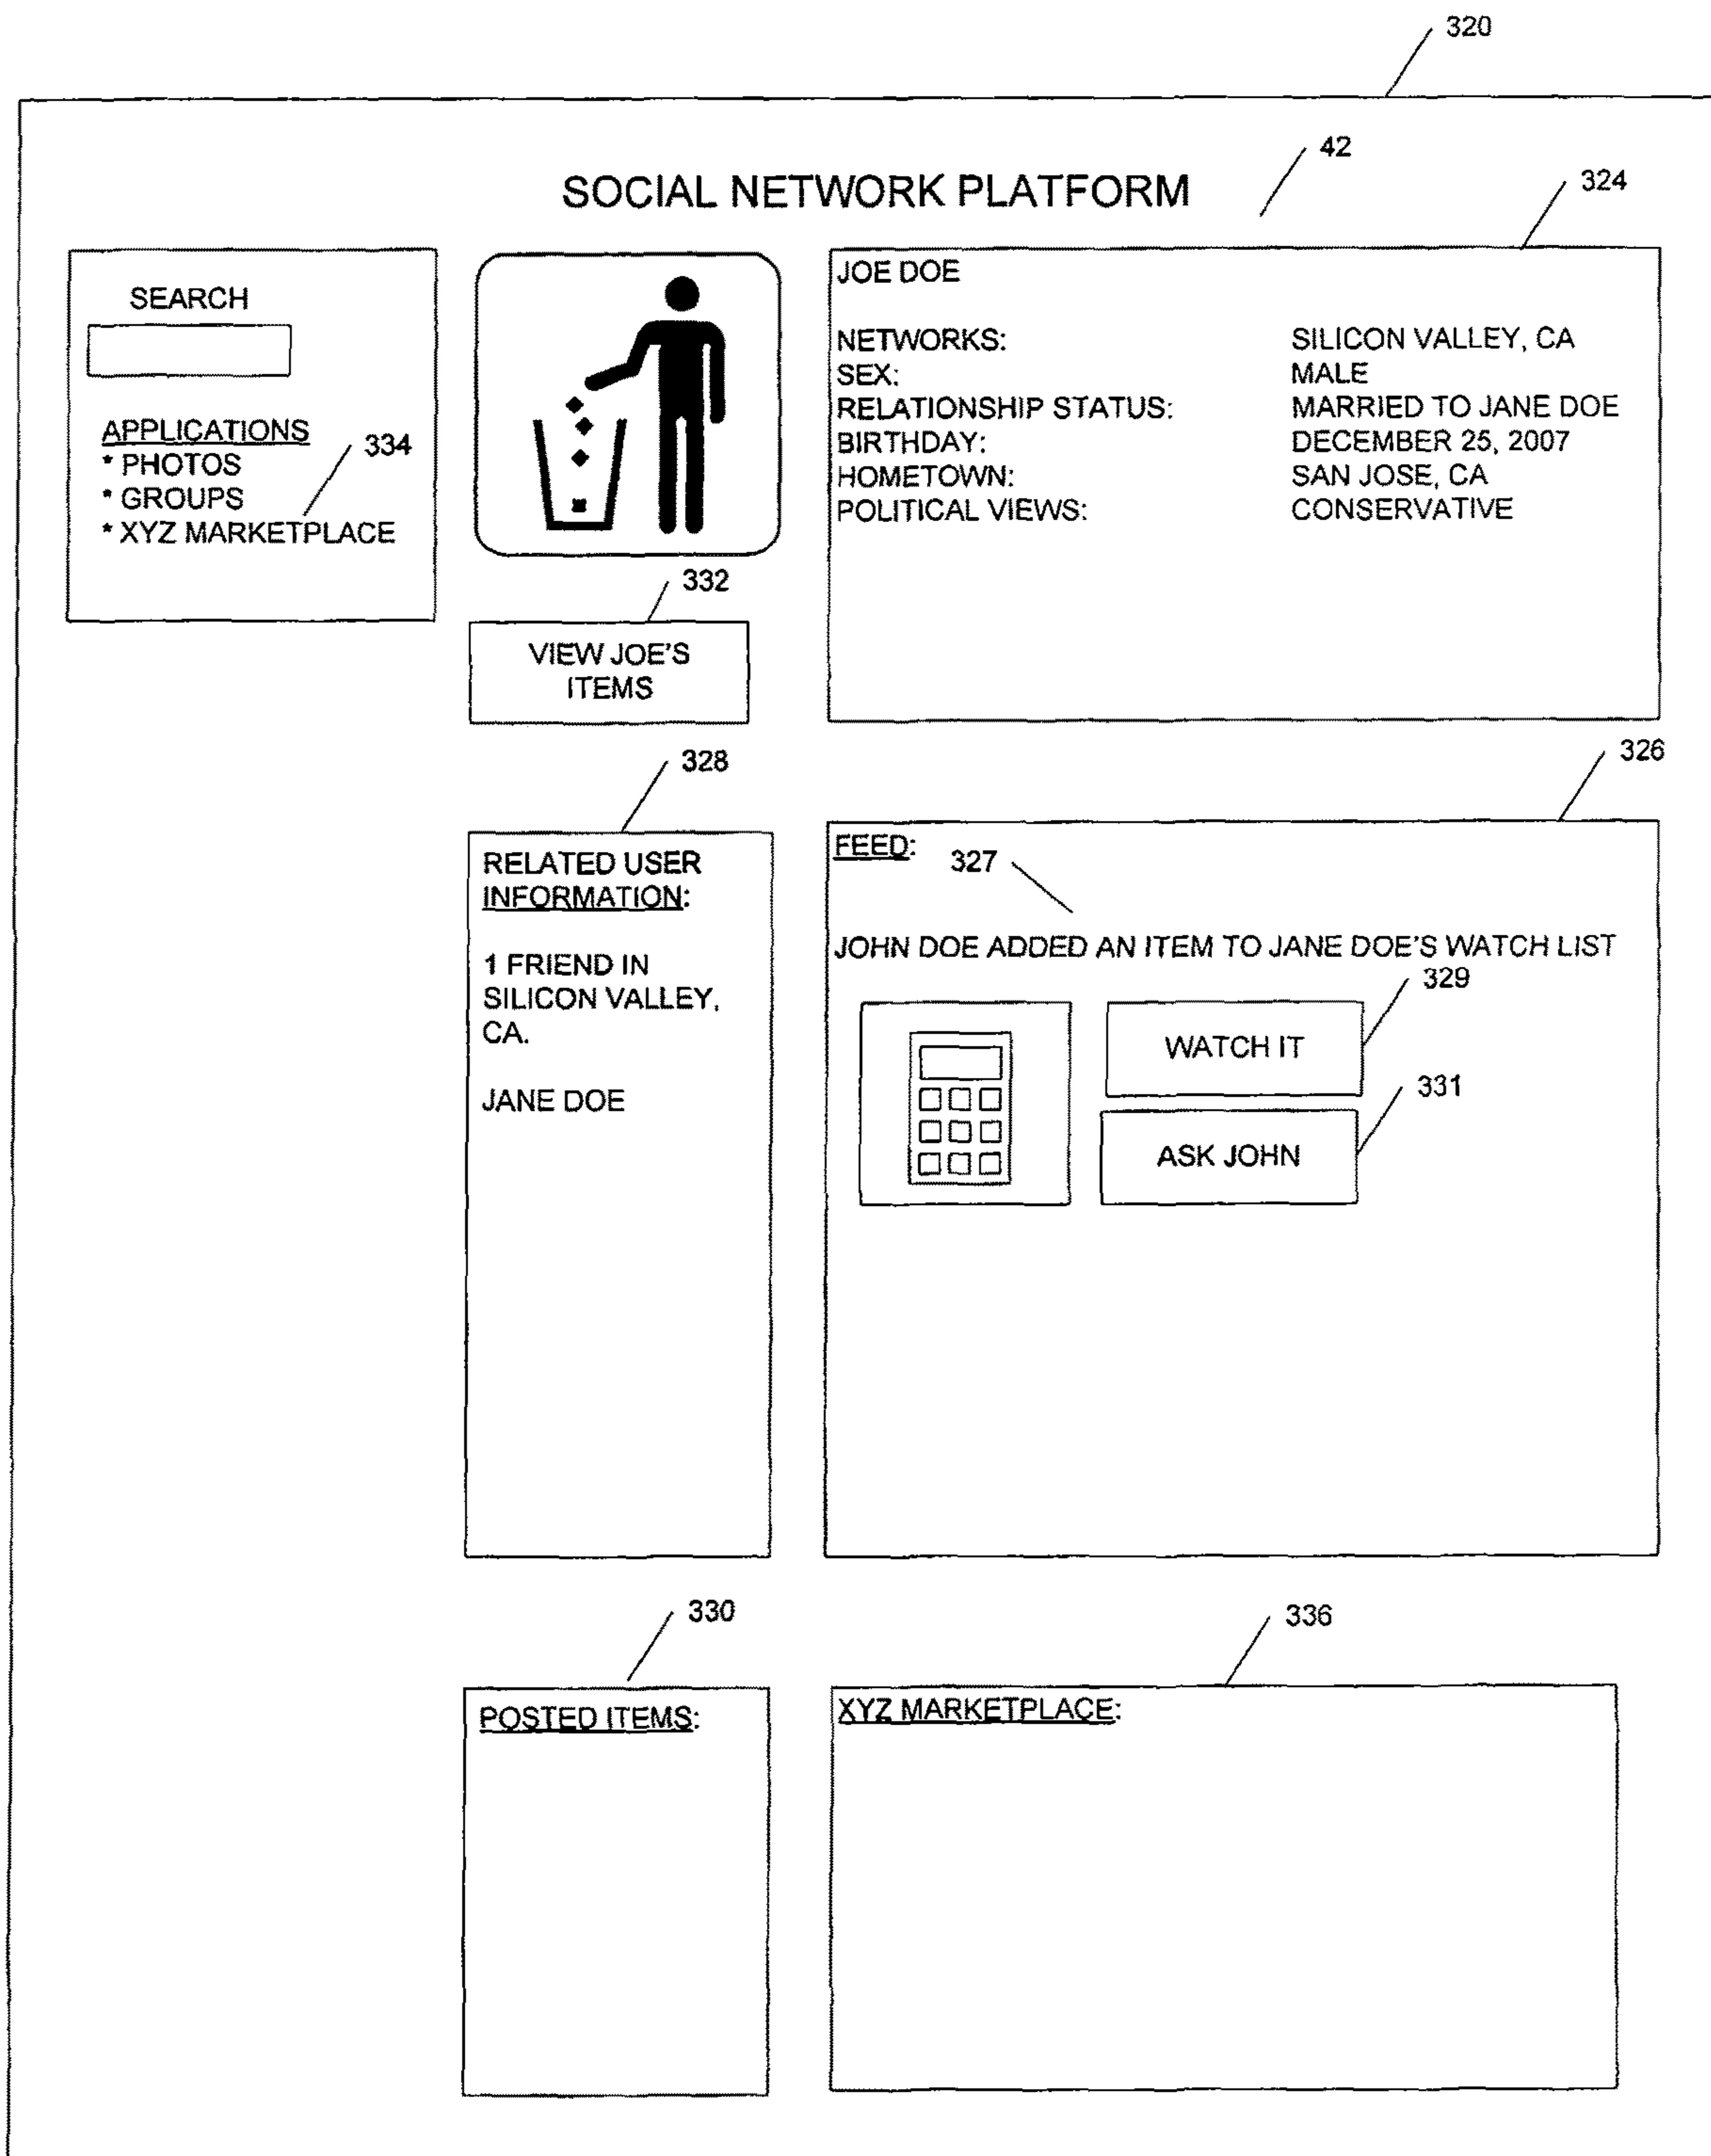 320
42
SOCIAL NETWORK PLATFORM
324
SEARCH
APPLICATIONS
* PHOTOS
* GROUPS
* XYZ MARKETPLACE
334
332
VIEW JOE'S
ITEMS
JOE DOE
NETWORKS: SILICON VALLEY, CA
SEX: MALE
RELATIONSHIP STATUS: MARRIED TO JANE DOE
BIRTHDAY: DECEMBER 25, 2007
HOMETOWN: SAN JOSE, CA
POLITICAL VIEWS: CONSERVATIVE
328
RELATED USER
INFORMATION:
1 FRIEND IN
SILICON VALLEY,
CA.
JANE DOE
326
FEED:
327
JOHN DOE ADDED AN ITEM TO JANE DOE'S WATCH LIST
329
WATCH IT
331
ASK JOHN
330
POSTED ITEMS:
336
XYZ MARKETPLACE: